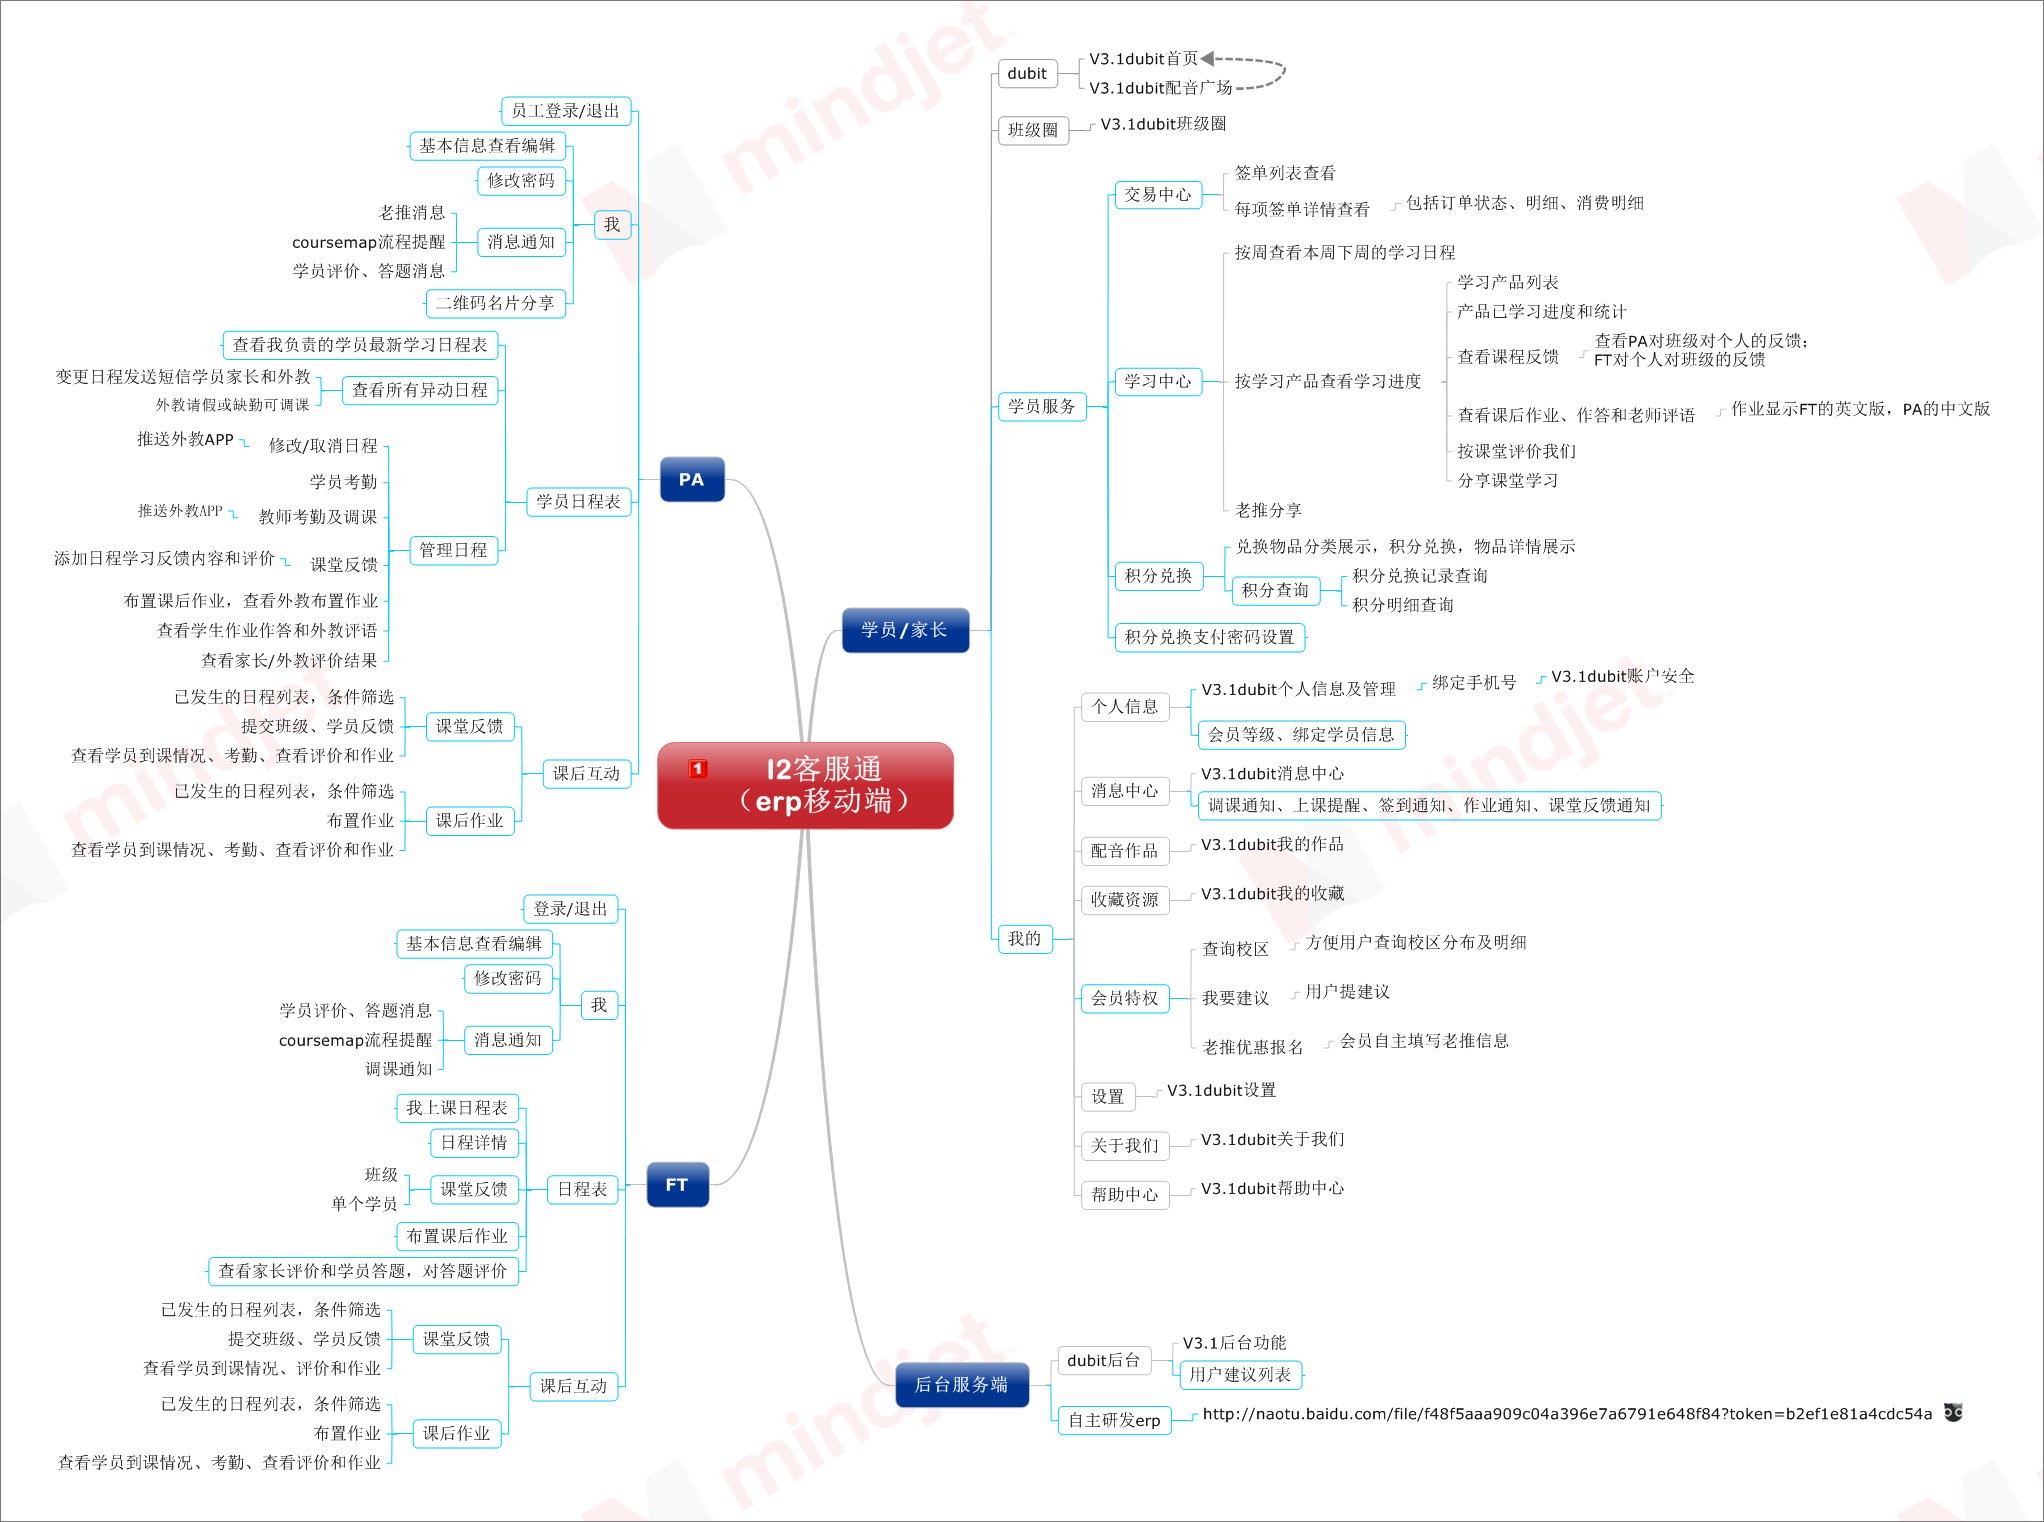 I2客服通
（erp移动端）
1
PA
员工登录/退出
我
基本信息查看编辑
修改密码
消息通知
老推消息
coursemap流程提醒
学员评价、答题消息
二维码名片分享
学员日程表
查看我负责的学员最新学习日程表
查看所有异动日程
变更日程发送短信学员家长和外教
外教请假或缺勤可调课
管理日程
修改/取消日程
推送外教APP
学员考勤
教师考勤及调课
推送外教APP
课堂反馈
添加日程学习反馈内容和评价
布置课后作业，查看外教布置作业
查看学生作业作答和外教评语
查看家长/外教评价结果
课后互动
课堂反馈
已发生的日程列表，条件筛选
提交班级、学员反馈
查看学员到课情况、考勤、查看评价和作业
课后作业
已发生的日程列表，条件筛选
布置作业
查看学员到课情况、考勤、查看评价和作业
FT
登录/退出
我
基本信息查看编辑
修改密码
消息通知
学员评价、答题消息
coursemap流程提醒
调课通知
日程表
我上课日程表
日程详情
课堂反馈
班级
单个学员
布置课后作业
查看家长评价和学员答题，对答题评价
课后互动
课堂反馈
已发生的日程列表，条件筛选
提交班级、学员反馈
查看学员到课情况、评价和作业
课后作业
已发生的日程列表，条件筛选
布置作业
查看学员到课情况、考勤、查看评价和作业
学员/家长
dubit
V3.1dubit首页
V3.1dubit配音广场
班级圈
V3.1dubit班级圈
学员服务
交易中心
签单列表查看
每项签单详情查看
包括订单状态、明细、消费明细
学习中心
按周查看本周下周的学习日程
按学习产品查看学习进度
学习产品列表
产品已学习进度和统计
查看课程反馈
查看PA对班级对个人的反馈；
FT对个人对班级的反馈
查看课后作业、作答和老师评语
作业显示FT的英文版，PA的中文版
按课堂评价我们
分享课堂学习
老推分享
积分兑换
兑换物品分类展示，积分兑换，物品详情展示
积分查询
积分兑换记录查询
积分明细查询
积分兑换支付密码设置
我的
个人信息
V3.1dubit个人信息及管理
绑定手机号
V3.1dubit账户安全
会员等级、绑定学员信息
消息中心
V3.1dubit消息中心
调课通知、上课提醒、签到通知、作业通知、课堂反馈通知
配音作品
V3.1dubit我的作品
收藏资源
V3.1dubit我的收藏
会员特权
查询校区
方便用户查询校区分布及明细
我要建议
用户提建议
老推优惠报名
会员自主填写老推信息
设置
V3.1dubit设置
关于我们
V3.1dubit关于我们
帮助中心
V3.1dubit帮助中心
后台服务端
dubit后台
V3.1后台功能
用户建议列表
自主研发erp
http://naotu.baidu.com/file/f48f5aaa909c04a396e7a6791e648f84?token=b2ef1e81a4cdc54a
mindjet
mindjet
mindjet
mindjet